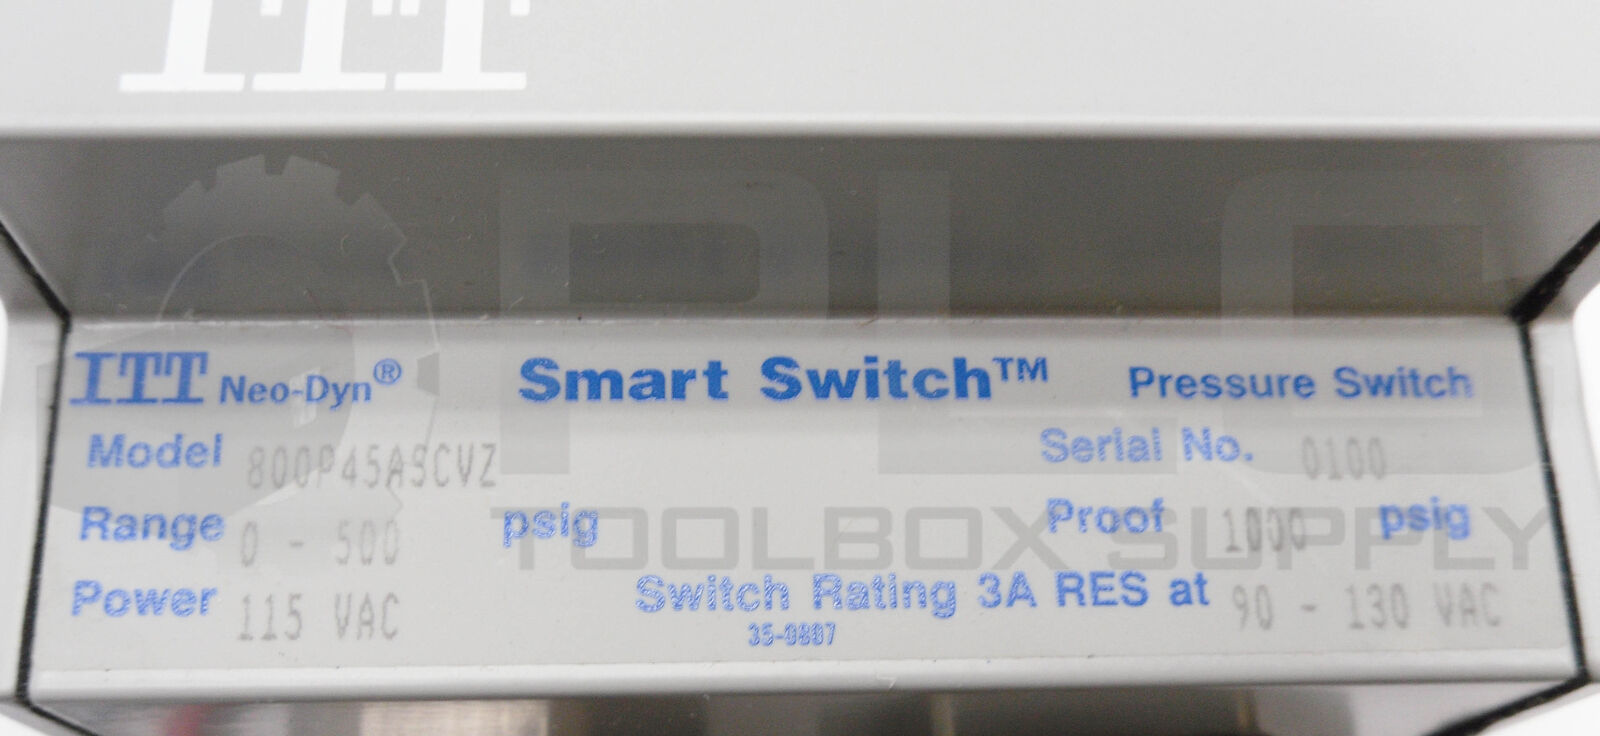 ITT
ITT Neo-Dyn® Smart Switch™ Pressure Switch
Model 800P45A9CVZ Serial No. 0100
Range 0 - 500 psig Proof 1000 psig
Power 115 VAC Switch Rating 3A RES at 90 - 130 VAC
35-0807
PLC
TOOLBOX SUPPLY